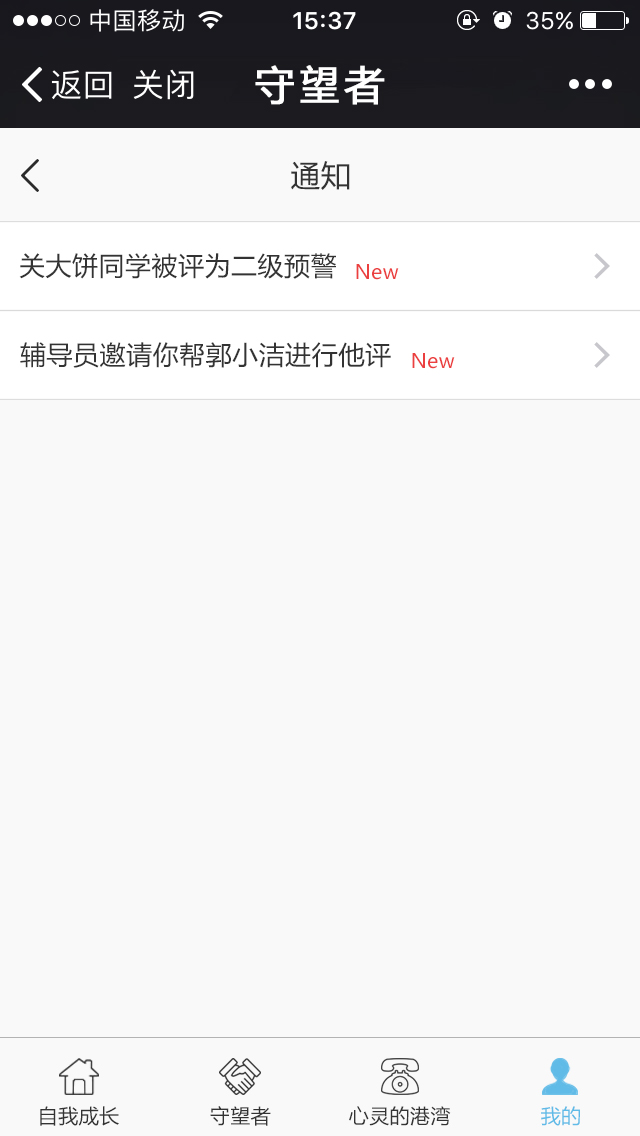 中国移动 15:37 35%
返回 关闭 守望者
通知
关大饼同学被评为二级预警 New
辅导员邀请你帮郭小洁进行他评 New
自我成长 守望者 心灵的港湾 我的